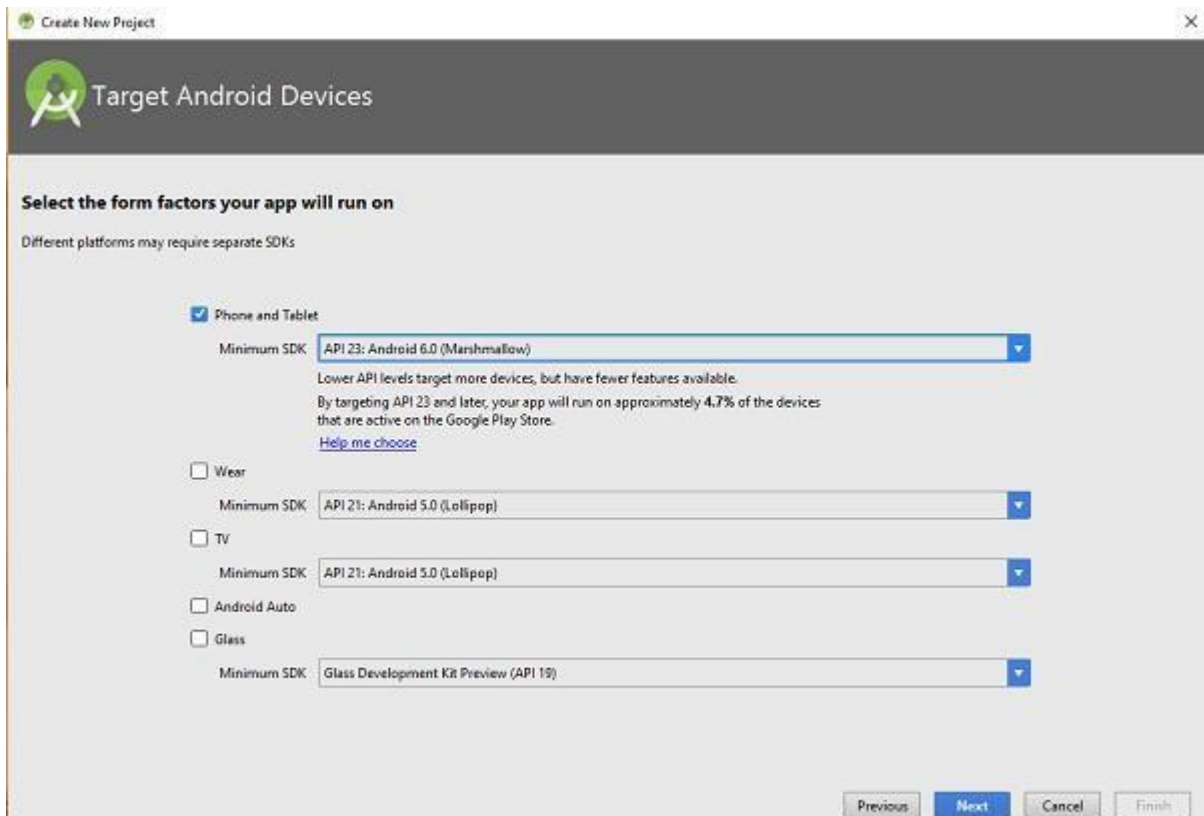 Create New Project
Target Android Devices
Select the form factors your app will run on
Different platforms may require separate SDKs
Phone and Tablet
Minimum SDK API 23: Android 6.0 (Marshmallow)
Lower API levels target more devices, but have fewer features available.
By targeting API 23 and later, your app will run on approximately 4.7% of the devices
that are active on the Google Play Store.
Help me choose
Wear
Minimum SDK API 21: Android 5.0 (Lollipop)
TV
Minimum SDK API 21: Android 5.0 (Lollipop)
Android Auto
Glass
Minimum SDK Glass Development Kit Preview (API 19)
Previous Next Cancel Finish